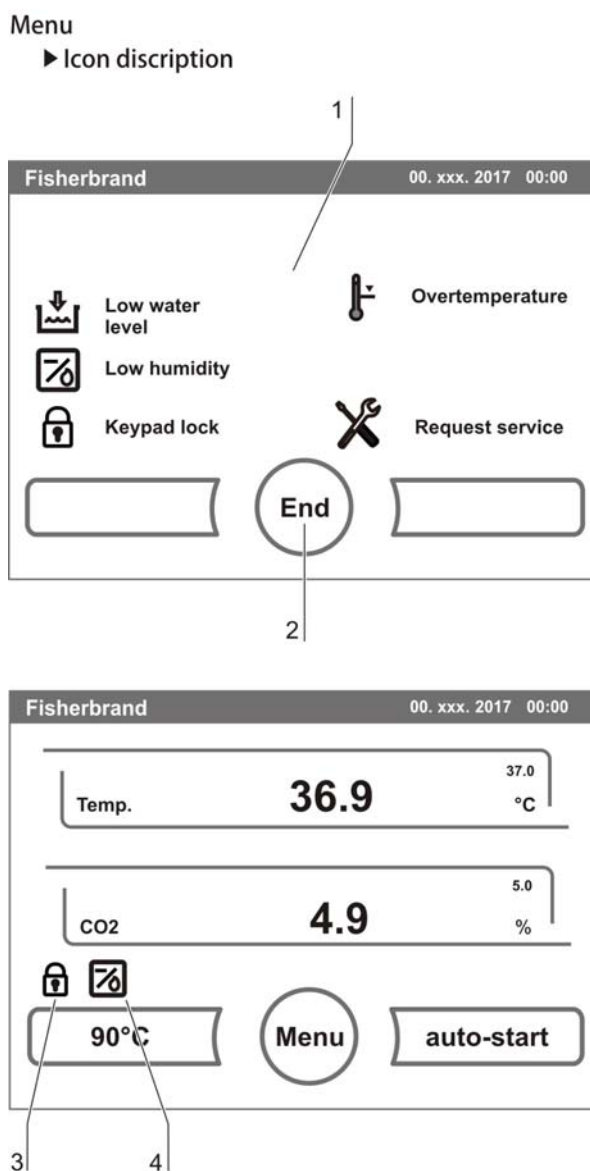 Menu
▶ Icon discription
1
Fisherbrand 00. xxx. 2017 00:00
Low water
level
Overtemperature
Low humidity
Keypad lock
Request service
End
2
Fisherbrand 00. xxx. 2017 00:00
Temp. 36.9 37.0 °C
CO2 4.9 5.0 %
90°C Menu auto-start
3 4